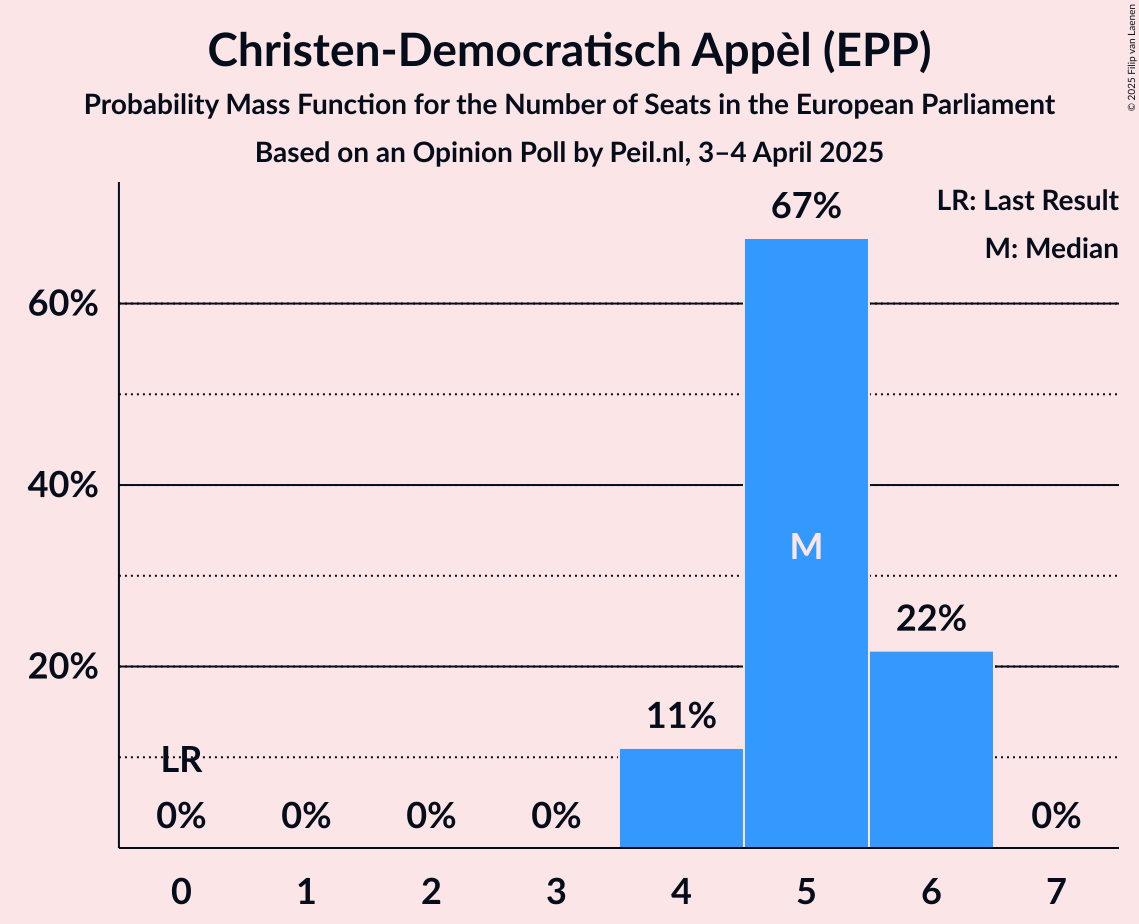 Christen-Democratisch Appèl (EPP)
Probability Mass Function for the Number of Seats in the European Parliament
Based on an Opinion Poll by Peil.nl, 3–4 April 2025
© 2025 Filip van Laenen
LR: Last Result
M: Median
67%
60%
40%
M
22%
20%
11%
LR
0% 0% 0% 0% 0%
0 1 2 3 4 5 6 7